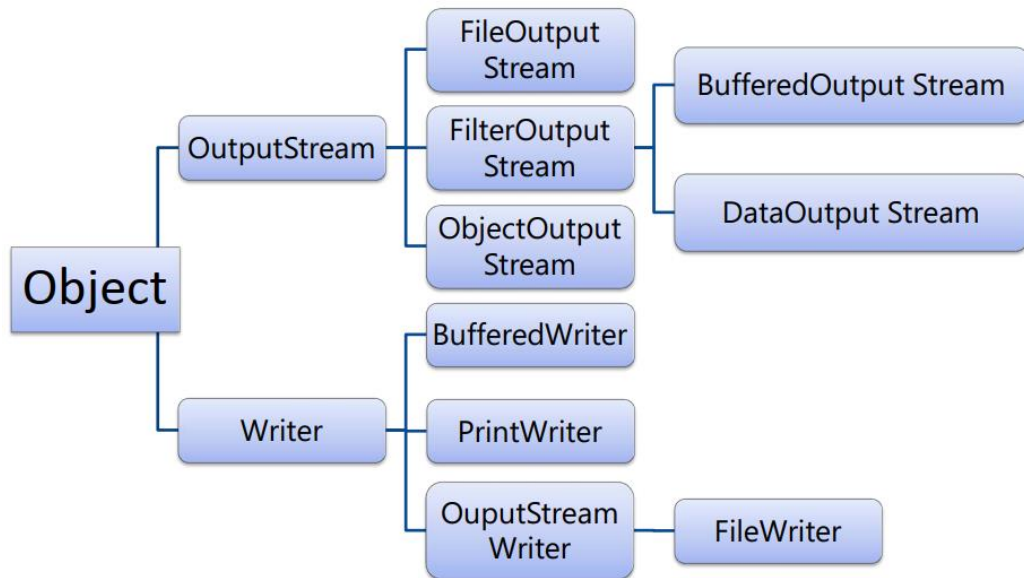 Object
OutputStream
FileOutput
Stream
FilterOutput
Stream
BufferedOutput Stream
DataOutput Stream
ObjectOutput
Stream
Writer
BufferedWriter
PrintWriter
OuputStream
Writer
FileWriter